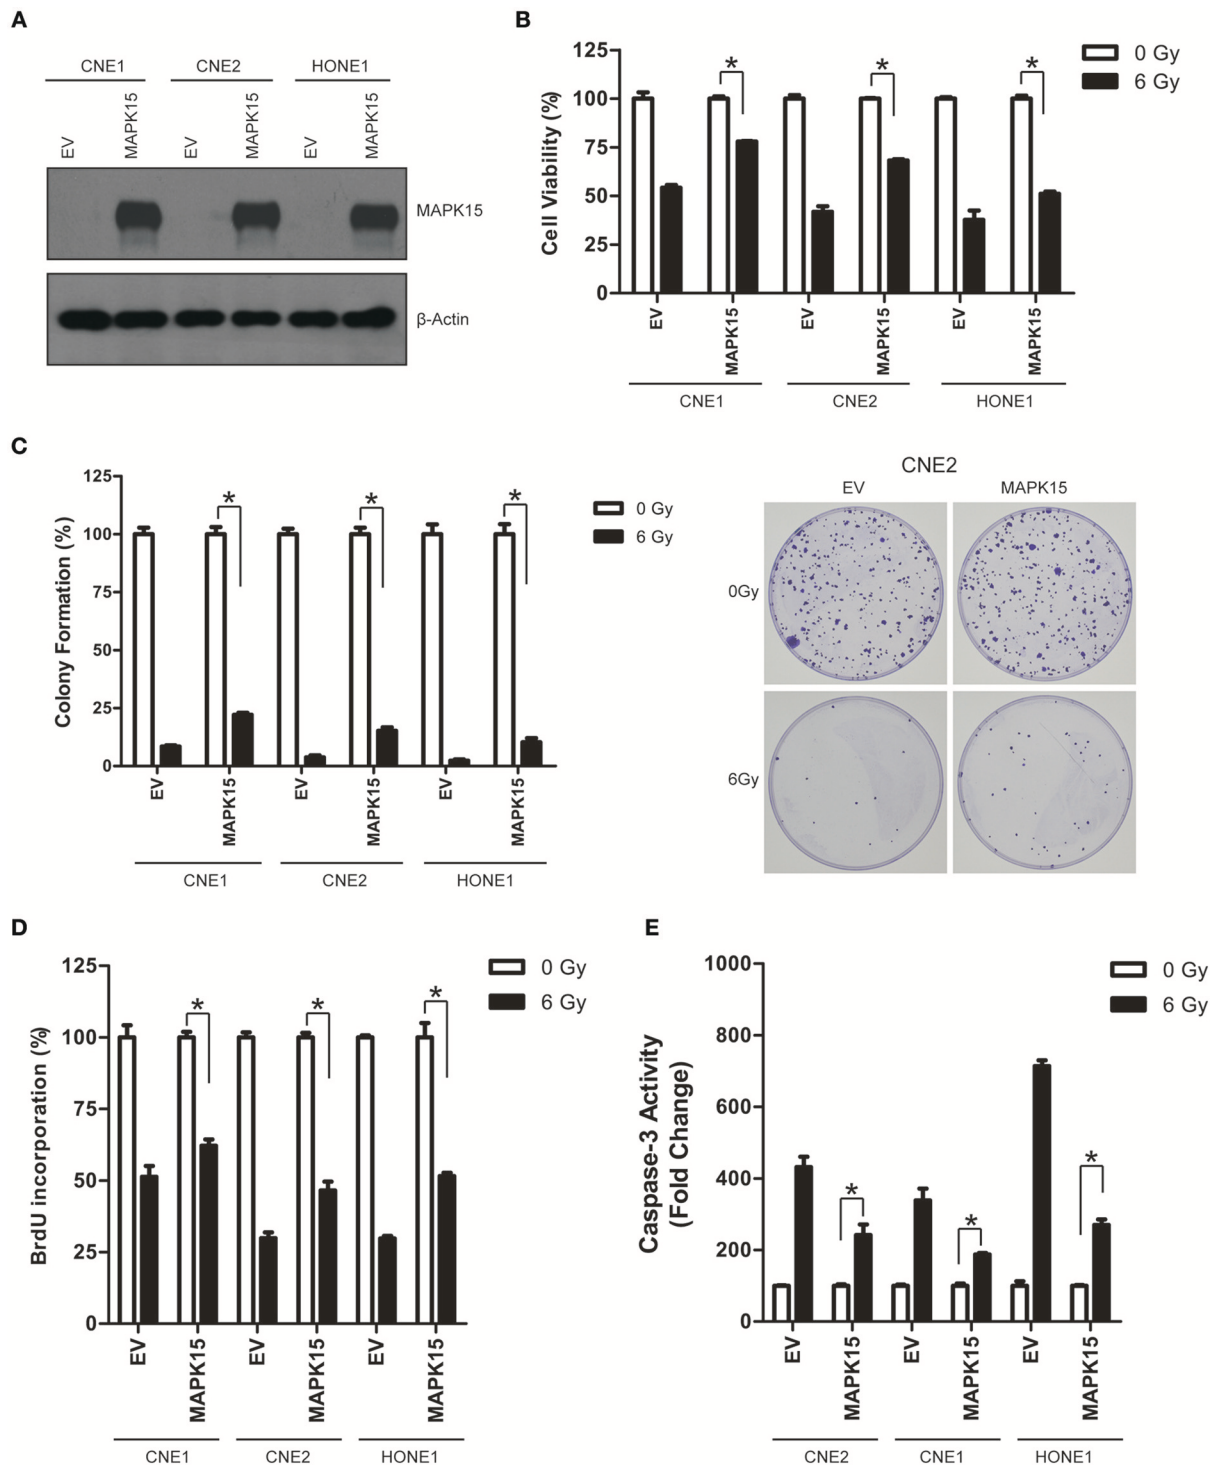 A
CNE1 CNE2 HONE1
EV MAPK15 EV MAPK15 EV MAPK15
MAPK15
β-Actin
B
Cell Viability (%)
125
100
75
50
25
0
* * *
0 Gy
6 Gy
EV MAPK15 EV MAPK15 EV MAPK15
CNE1 CNE2 HONE1
C
Colony Formation (%)
125
100
75
50
25
0
* * *
0 Gy
6 Gy
EV MAPK15 EV MAPK15 EV MAPK15
CNE1 CNE2 HONE1
CNE2
EV MAPK15
0Gy
6Gy
D
BrdU incorporation (%)
125
100
75
50
25
0
* * *
0 Gy
6 Gy
EV MAPK15 EV MAPK15 EV MAPK15
CNE1 CNE2 HONE1
E
Caspase-3 Activity
(Fold Change)
1000
800
600
400
200
0
* * *
0 Gy
6 Gy
EV MAPK15 EV MAPK15 EV MAPK15
CNE2 CNE1 HONE1